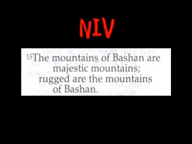 NIV
15The mountains of Bashan are
majestic mountains;
rugged are the mountains
of Bashan.